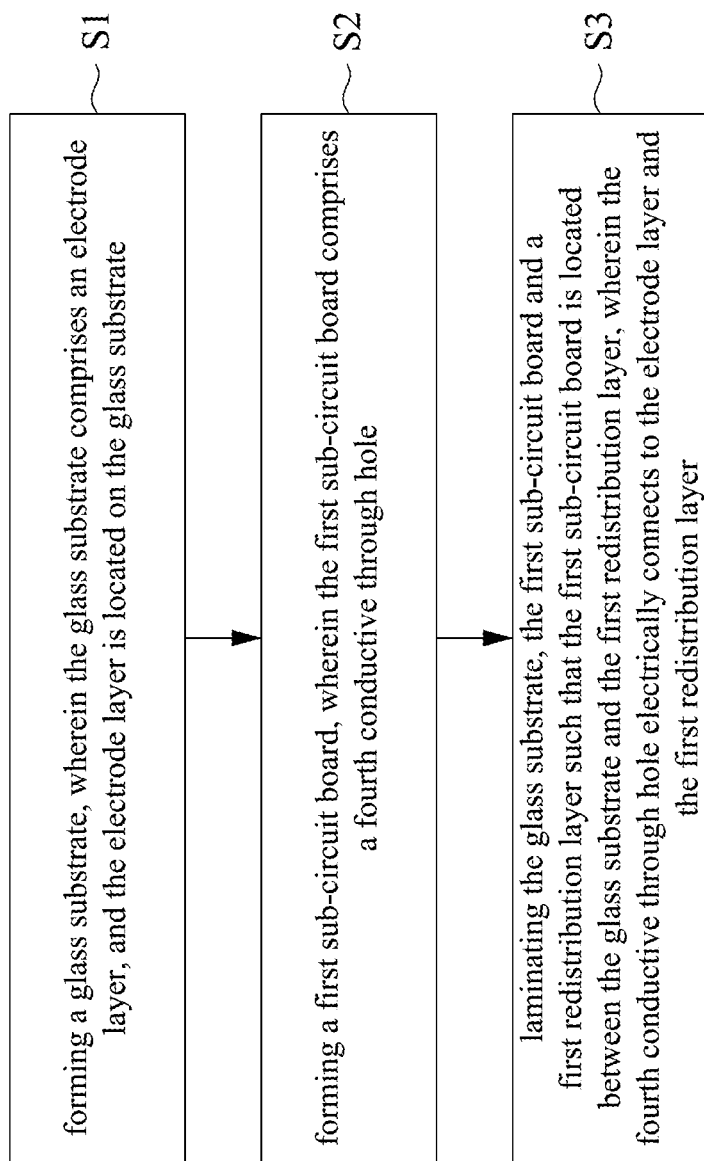 forming a glass substrate, wherein the glass substrate comprises an electrode
layer, and the electrode layer is located on the glass substrate
S1
forming a first sub-circuit board, wherein the first sub-circuit board comprises
a fourth conductive through hole
S2
laminating the glass substrate, the first sub-circuit board and a
first redistribution layer such that the first sub-circuit board is located
between the glass substrate and the first redistribution layer, wherein the
fourth conductive through hole electrically connects to the electrode layer and
the first redistribution layer
S3